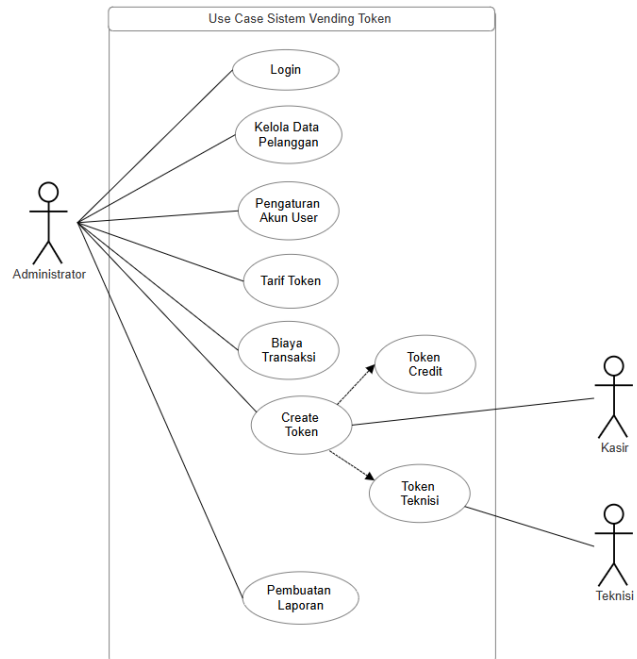 Use Case Sistem Vending Token
Login
Kelola Data
Pelanggan
Pengaturan
Akun User
Administrator
Tarif Token
Biaya
Transaksi
Token
Credit
Create
Token
Kasir
Token
Teknisi
Teknisi
Pembuatan
Laporan